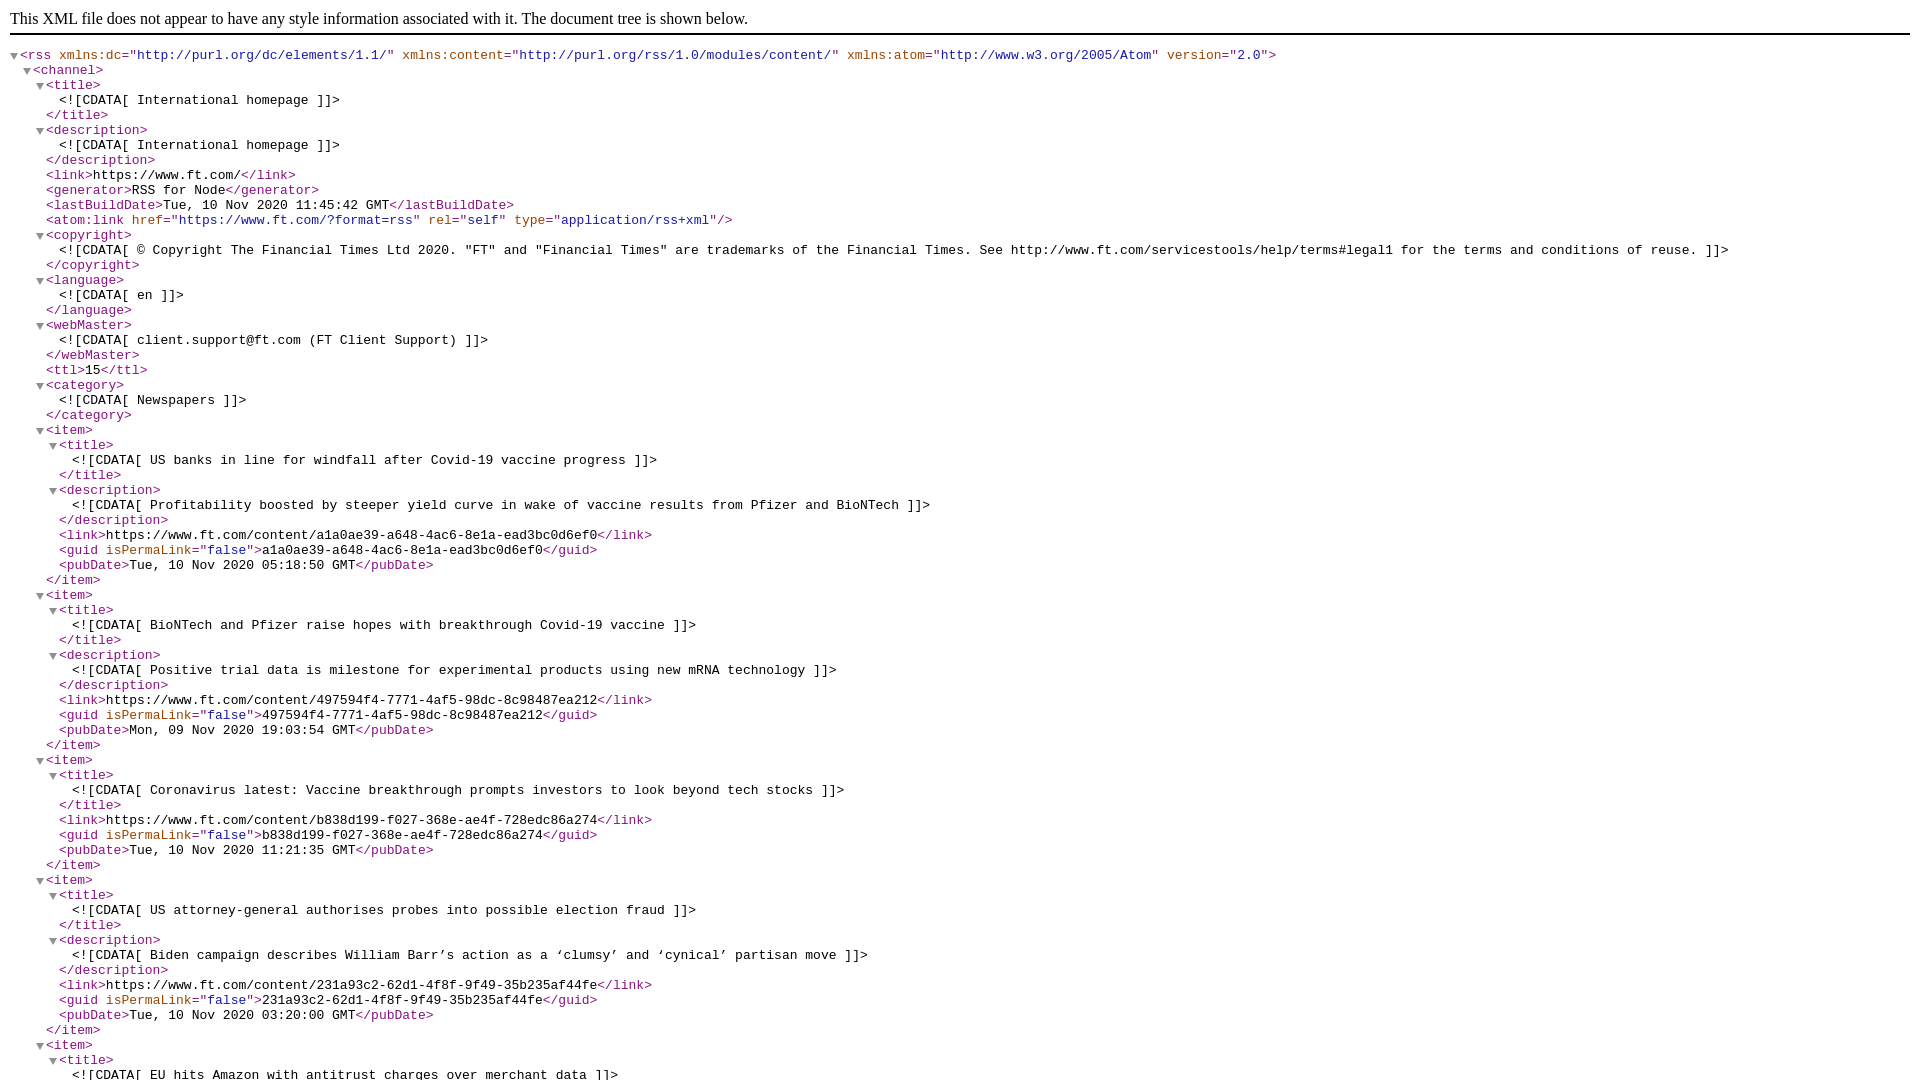 This XML file does not appear to have any style information associated with it. The document tree is shown below.
<rss xmlns:dc="http://purl.org/dc/elements/1.1/" xmlns:content="http://purl.org/rss/1.0/modules/content/" xmlns:atom="http://www.w3.org/2005/Atom" version="2.0">
<channel>
<title>
<![CDATA[ International homepage ]]>
</title>
<description>
<![CDATA[ International homepage ]]>
</description>
<link>https://www.ft.com/</link>
<generator>RSS for Node</generator>
<lastBuildDate>Tue, 10 Nov 2020 11:45:42 GMT</lastBuildDate>
<atom:link href="https://www.ft.com/?format=rss" rel="self" type="application/rss+xml"/>
<copyright>
<![CDATA[ © Copyright The Financial Times Ltd 2020. "FT" and "Financial Times" are trademarks of the Financial Times. See http://www.ft.com/servicestools/help/terms#legal1 for the terms and conditions of reuse. ]]>
</copyright>
<language>
<![CDATA[ en ]]>
</language>
<webMaster>
<![CDATA[ client.support@ft.com (FT Client Support) ]]>
</webMaster>
<ttl>15</ttl>
<category>
<![CDATA[ Newspapers ]]>
</category>
<item>
<title>
<![CDATA[ US banks in line for windfall after Covid-19 vaccine progress ]]>
</title>
<description>
<![CDATA[ Profitability boosted by steeper yield curve in wake of vaccine results from Pfizer and BioNTech ]]>
</description>
<link>https://www.ft.com/content/a1a0ae39-a648-4ac6-8e1a-ead3bc0d6ef0</link>
<guid isPermaLink="false">a1a0ae39-a648-4ac6-8e1a-ead3bc0d6ef0</guid>
<pubDate>Tue, 10 Nov 2020 05:18:50 GMT</pubDate>
</item>
<item>
<title>
<![CDATA[ BioNTech and Pfizer raise hopes with breakthrough Covid-19 vaccine ]]>
</title>
<description>
<![CDATA[ Positive trial data is milestone for experimental products using new mRNA technology ]]>
</description>
<link>https://www.ft.com/content/497594f4-7771-4af5-98dc-8c98487ea212</link>
<guid isPermaLink="false">497594f4-7771-4af5-98dc-8c98487ea212</guid>
<pubDate>Mon, 09 Nov 2020 19:03:54 GMT</pubDate>
</item>
<item>
<title>
<![CDATA[ Coronavirus latest: Vaccine breakthrough prompts investors to look beyond tech stocks ]]>
</title>
<link>https://www.ft.com/content/b838d199-f027-368e-ae4f-728edc86a274</link>
<guid isPermaLink="false">b838d199-f027-368e-ae4f-728edc86a274</guid>
<pubDate>Tue, 10 Nov 2020 11:21:35 GMT</pubDate>
</item>
<item>
<title>
<![CDATA[ US attorney-general authorises probes into possible election fraud ]]>
</title>
<description>
<![CDATA[ Biden campaign describes William Barr’s action as a ‘clumsy’ and ‘cynical’ partisan move ]]>
</description>
<link>https://www.ft.com/content/231a93c2-62d1-4f8f-9f49-35b235af44fe</link>
<guid isPermaLink="false">231a93c2-62d1-4f8f-9f49-35b235af44fe</guid>
<pubDate>Tue, 10 Nov 2020 03:20:00 GMT</pubDate>
</item>
<item>
<title>
<![CDATA[ EU hits Amazon with antitrust charges over merchant data ]]>